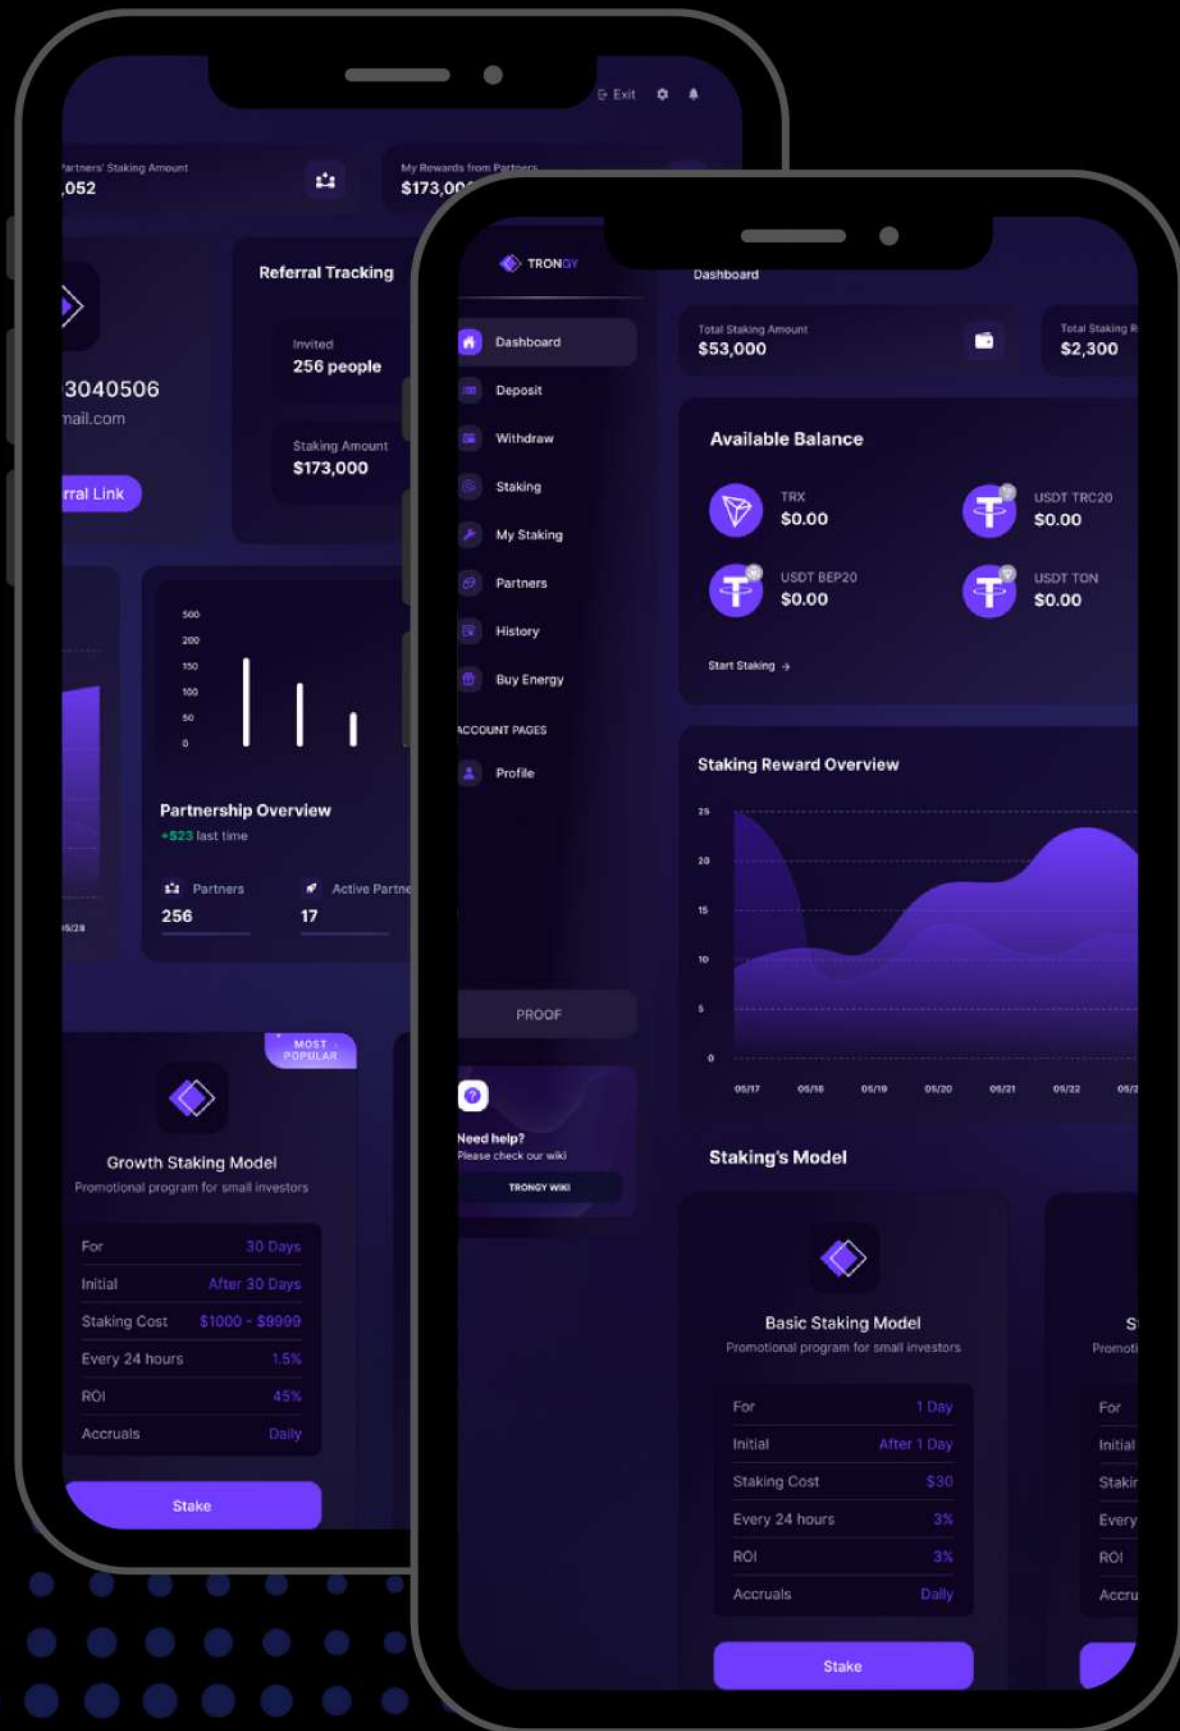 Exit
Partners' Staking Amount
,052
My Rewards from Partners
$173,00
3040506
mail.com
rral Link
Referral Tracking
Invited
256 people
Staking Amount
$173,000
500
200
150
100
50
0
Partnership Overview
+$23 last time
Partners
256
Active Partne
17
05/28
MOST
POPULAR
Growth Staking Model
Promotional program for small investors
For 30 Days
Initial After 30 Days
Staking Cost $1000 - $9999
Every 24 hours 1.5%
ROI 45%
Accruals Daily
Stake
TRONGY
Dashboard
Deposit
Withdraw
Staking
My Staking
Partners
History
Buy Energy
ACCOUNT PAGES
Profile
PROOF
Need help?
Please check our wiki
TRONGY WIKI
Dashboard
Total Staking Amount
$53,000
Total Staking R
$2,300
Available Balance
TRX
$0.00
USDT TRC20
$0.00
USDT BEP20
$0.00
USDT TON
$0.00
Start Staking →
Staking Reward Overview
25
20
15
10
5
0
05/17 05/18 05/19 05/20 05/21 05/22 05/2
Staking's Model
Basic Staking Model
Promotional program for small investors
For 1 Day
Initial After 1 Day
Staking Cost $30
Every 24 hours 3%
ROI 3%
Accruals Daily
Stake
S
Promoti
For
Initial
Stakin
Every
ROI
Accru